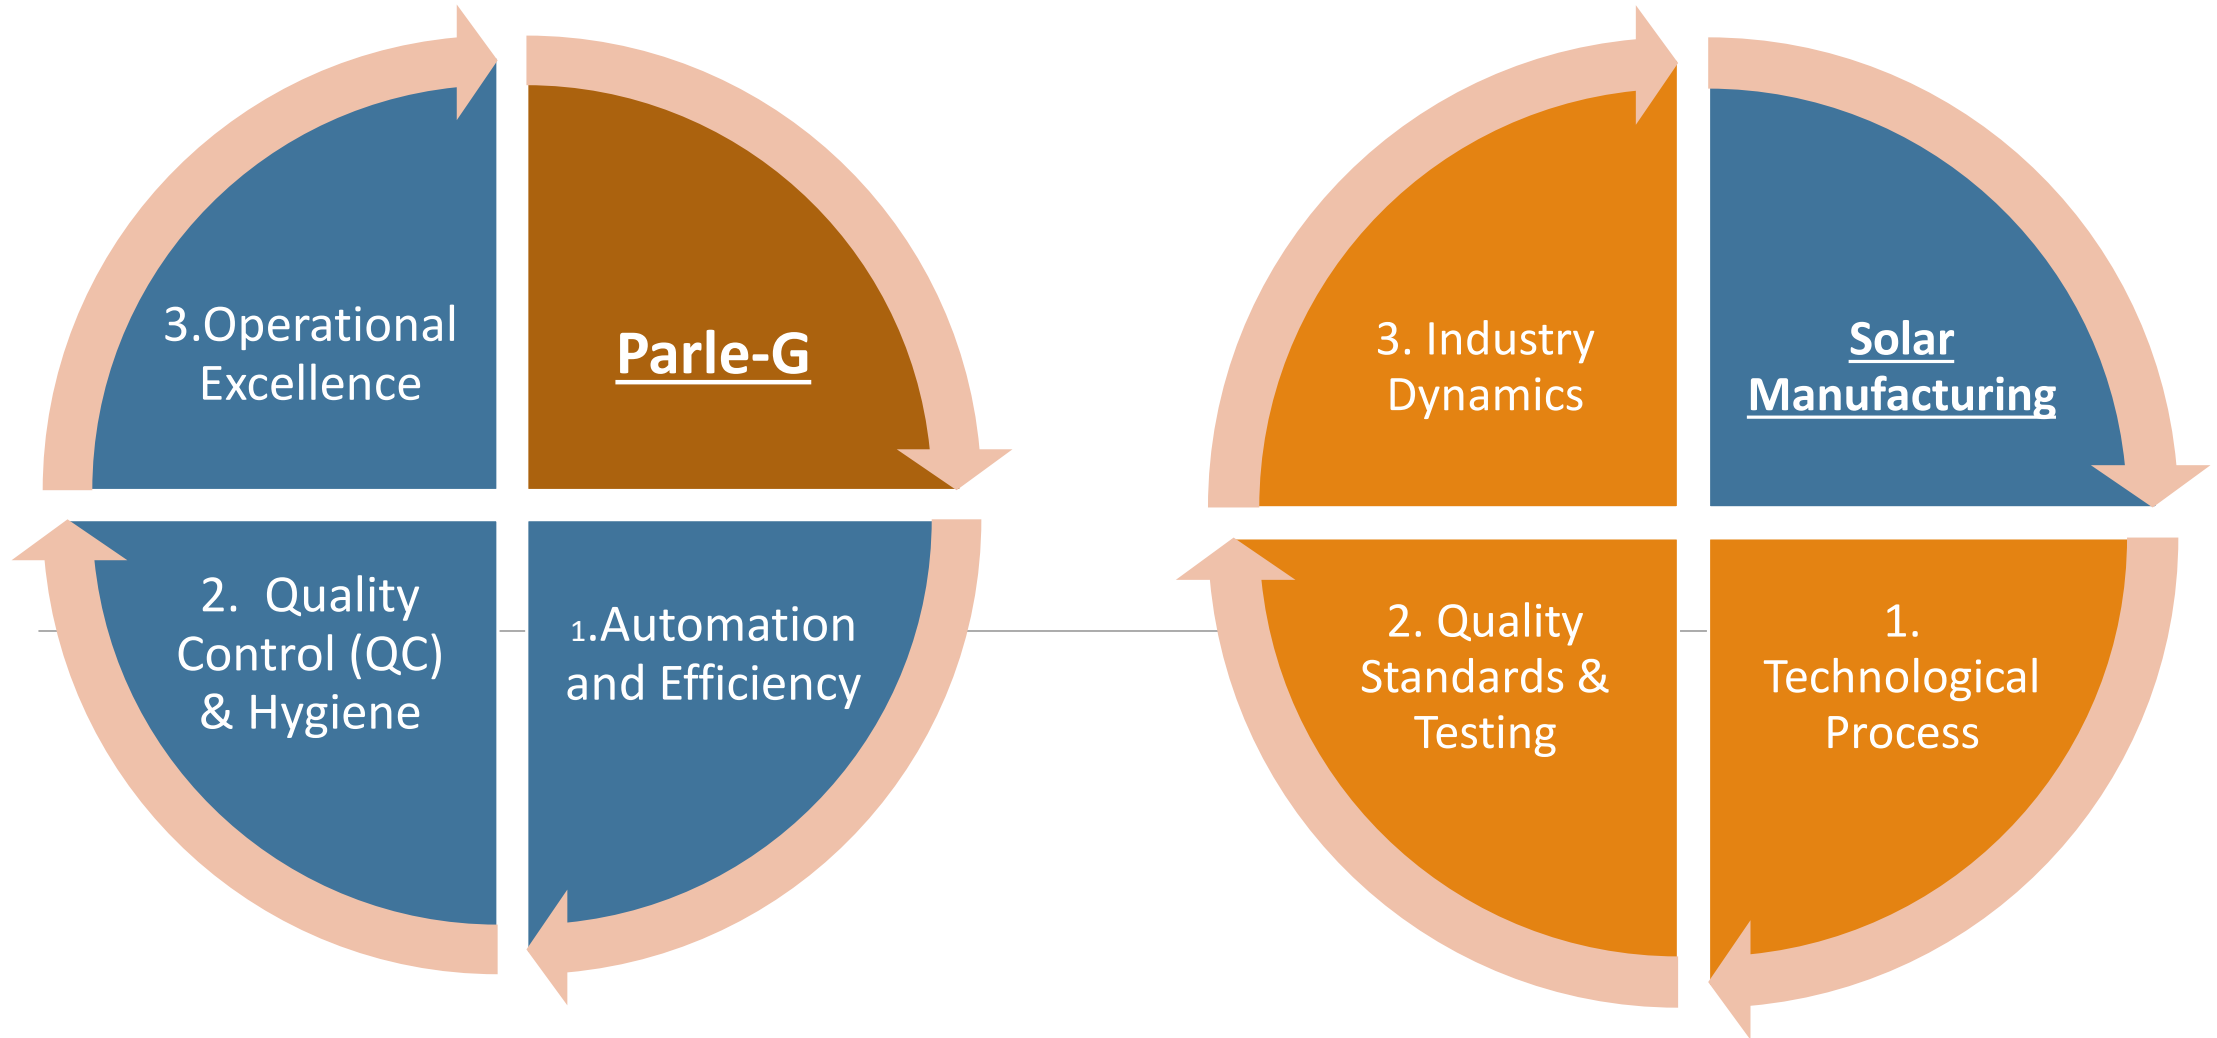 Parle-G
1.Automation
and Efficiency
2. Quality
Control (QC)
& Hygiene
3.Operational
Excellence
Solar
Manufacturing
1.
Technological
Process
2. Quality
Standards &
Testing
3. Industry
Dynamics